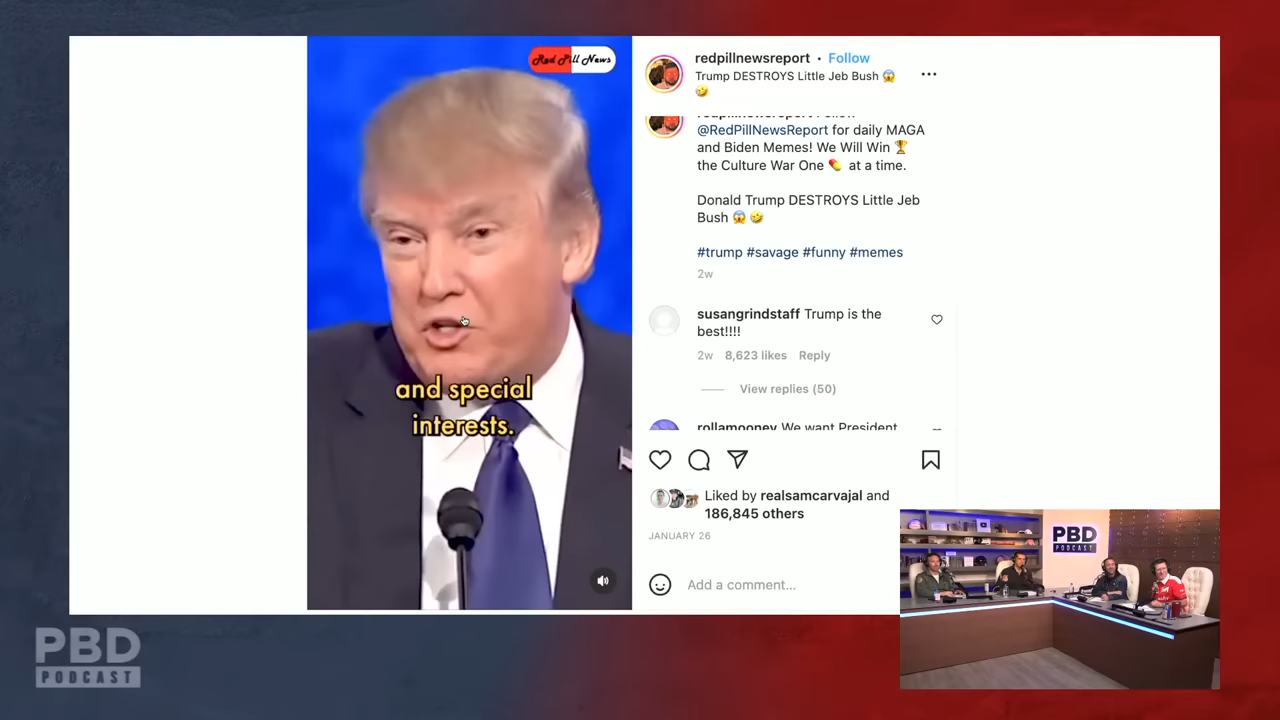 Red Pill News
redpillnewsreport • Follow
Trump DESTROYS Little Jeb Bush 😱
🤣
redpillnewsreport Follow
@RedPillNewsReport for daily MAGA
and Biden Memes! We Will Win 🏆
the Culture War One 💊 at a time.
Donald Trump DESTROYS Little Jeb
Bush 😱 🤣
#trump #savage #funny #memes
2w
susangrindstaff Trump is the
best!!!!
2w 8,623 likes Reply
View replies (50)
rollamooney We want President
Liked by realsamcarvajal and
186,845 others
JANUARY 26
Add a comment...
and special
interests.
PBD
PODCAST
PBD
PODCAST